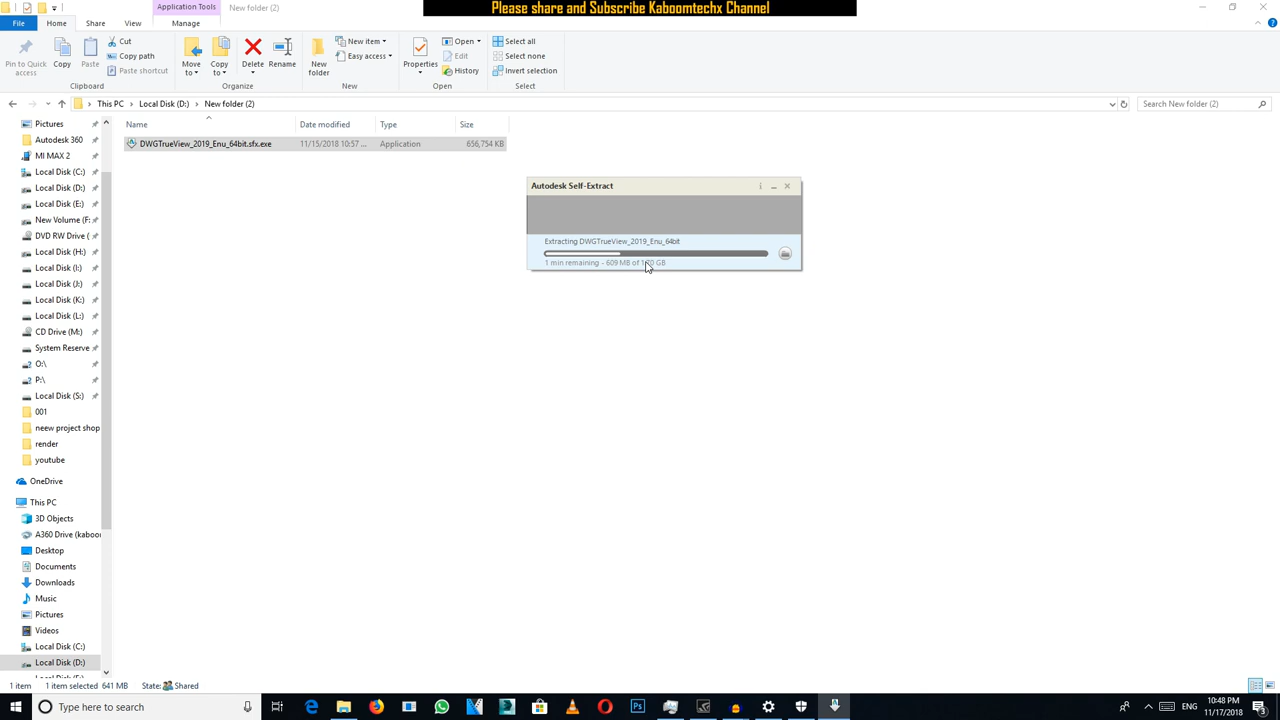 Please share and Subscribe Kaboomtechx Channel
Application Tools
New folder (2)
File
Home
Share
View
Manage
Pin to Quick access
Copy
Paste
Cut
Copy path
Paste shortcut
Clipboard
Move to
Copy to
Delete
Rename
Organize
New folder
New item
Easy access
New
Properties
Open
Edit
History
Open
Select all
Select none
Invert selection
Select
This PC
Local Disk (D:)
New folder (2)
Search New folder (2)
Name
Date modified
Type
Size
DWGTrueView_2019_Enu_64bit.sfx.exe
11/15/2018 10:57 ...
Application
656,754 KB
Pictures
Autodesk 360
MI MAX 2
Local Disk (C:)
Local Disk (D:)
Local Disk (E:)
New Volume (F:
DVD RW Drive (
Local Disk (H:)
Local Disk (I:)
Local Disk (J:)
Local Disk (K:)
Local Disk (L:)
CD Drive (M:)
System Reserve
O:\
P:\
Local Disk (S:)
001
neew project shop
render
youtube
OneDrive
This PC
3D Objects
A360 Drive (kaboo
Desktop
Documents
Downloads
Music
Pictures
Videos
Local Disk (C:)
Local Disk (D:)
Autodesk Self-Extract
Extracting DWGTrueView_2019_Enu_64bit
1 min remaining - 609 MB of GB
1 item
1 item selected 641 MB
State: Shared
Type here to search
ENG
10:48 PM
11/17/2018
3